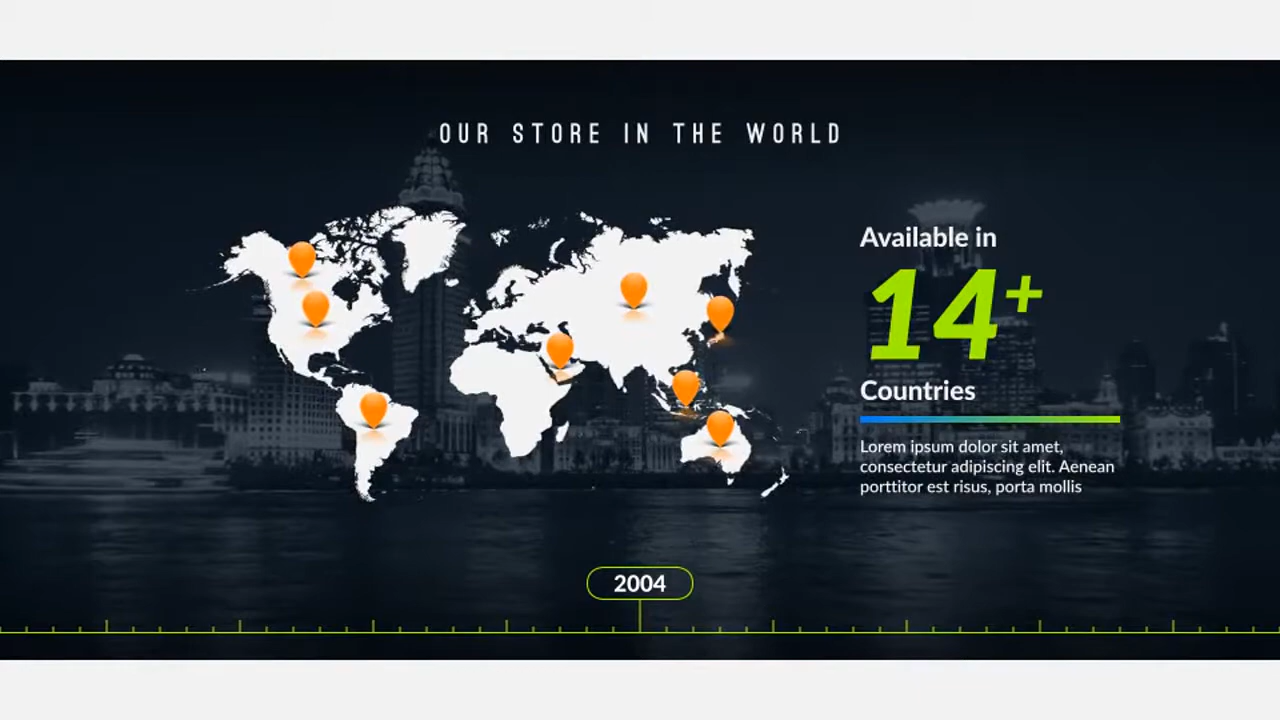 OUR STORE IN THE WORLD
Available in
14+
Countries
Lorem ipsum dolor sit amet,
consectetur adipiscing elit. Aenean
porttitor est risus, porta mollis
2004